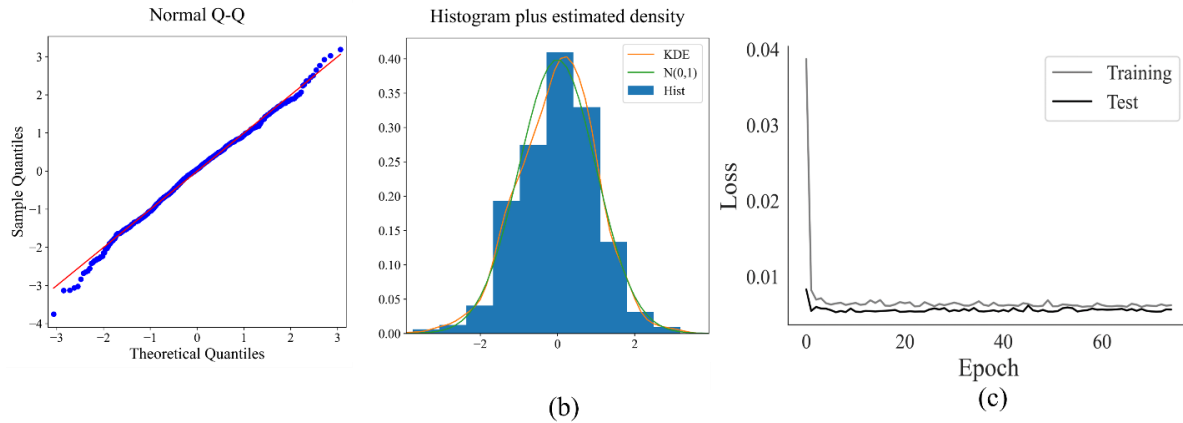 Normal Q-Q
3
2
1
0
−1
−2
−3
−4
Sample Quantiles
−3 −2 −1 0 1 2 3
Theoretical Quantiles
Histogram plus estimated density
0.40
0.35
0.30
0.25
0.20
0.15
0.10
0.05
0.00
KDE
N(0,1)
Hist
−2 0 2
(b)
0.04
0.03
0.02
0.01
Loss
Training
Test
0 20 40 60
Epoch
(c)